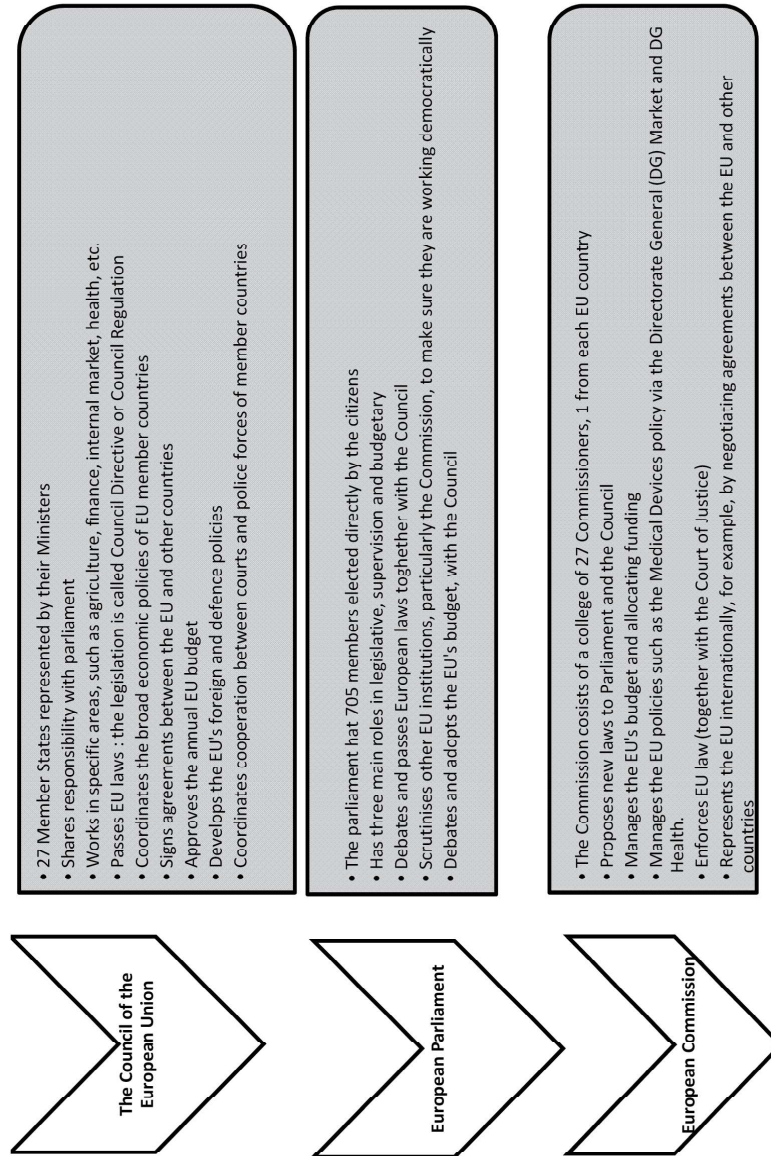 The Council of the
European Union
• 27 Member States represented by their Ministers
• Shares responsibility with parliament
• Works in specific areas, such as agriculture, finance, internal market, health, etc.
• Passes EU laws : the legislation is called Council Directive or Council Regulation
• Coordinates the broad economic policies of EU member countries
• Signs agreements between the EU and other countries
• Approves the annual EU budget
• Develops the EU's foreign and defence policies
• Coordinates cooperation between courts and police forces of member countries
European Parliament
• The parliament hat 705 members elected directly by the citizens
• Has three main roles in legislative, supervision and budgetary
• Debates and passes European laws toghether with the Council
• Scrutinises other EU institutions, particularly the Commission, to make sure they are working democratically
• Debates and adopts the EU's budget, with the Council
European Commission
• The Commission cosists of a college of 27 Commissioners, 1 from each EU country
• Proposes new laws to Parliament and the Council
• Manages the EU's budget and allocating funding
• Manages the EU policies such as the Medical Devices policy via the Directorate General (DG) Market and DG
Health.
• Enforces EU law (together with the Court of Justice)
• Represents the EU internationally, for example, by negotiating agreements between the EU and other
countries